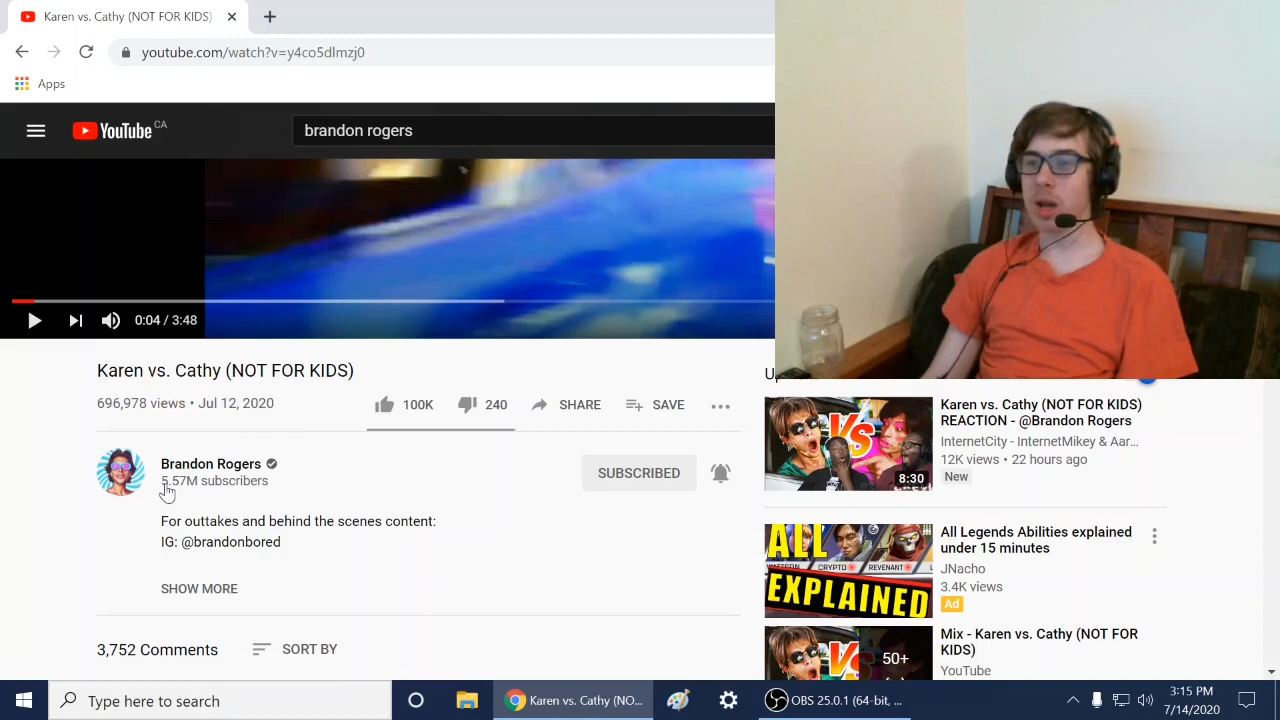 Karen vs. Cathy (NOT FOR KIDS)
youtube.com/watch?v=y4co5dlmzj0
Apps
YouTube CA
brandon rogers
0:04 / 3:48
Karen vs. Cathy (NOT FOR KIDS)
696,978 views • Jul 12, 2020
100K
240
SHARE
SAVE
Brandon Rogers
5.57M subscribers
SUBSCRIBED
For outtakes and behind the scenes content:
IG: @brandonbored
SHOW MORE
3,752 Comments
SORT BY
VS
8:30
Karen vs. Cathy (NOT FOR KIDS)
REACTION - @Brandon Rogers
InternetCity - InternetMikey & Aar...
12K views • 22 hours ago
New
ALL
CRYPTO
REVENANT
EXPLAINED
All Legends Abilities explained
under 15 minutes
JNacho
3.4K views
Ad
50+
Mix - Karen vs. Cathy (NOT FOR
KIDS)
YouTube
Type here to search
Karen vs. Cathy (NO...
OBS 25.0.1 (64-bit, ...
3:15 PM
7/14/2020